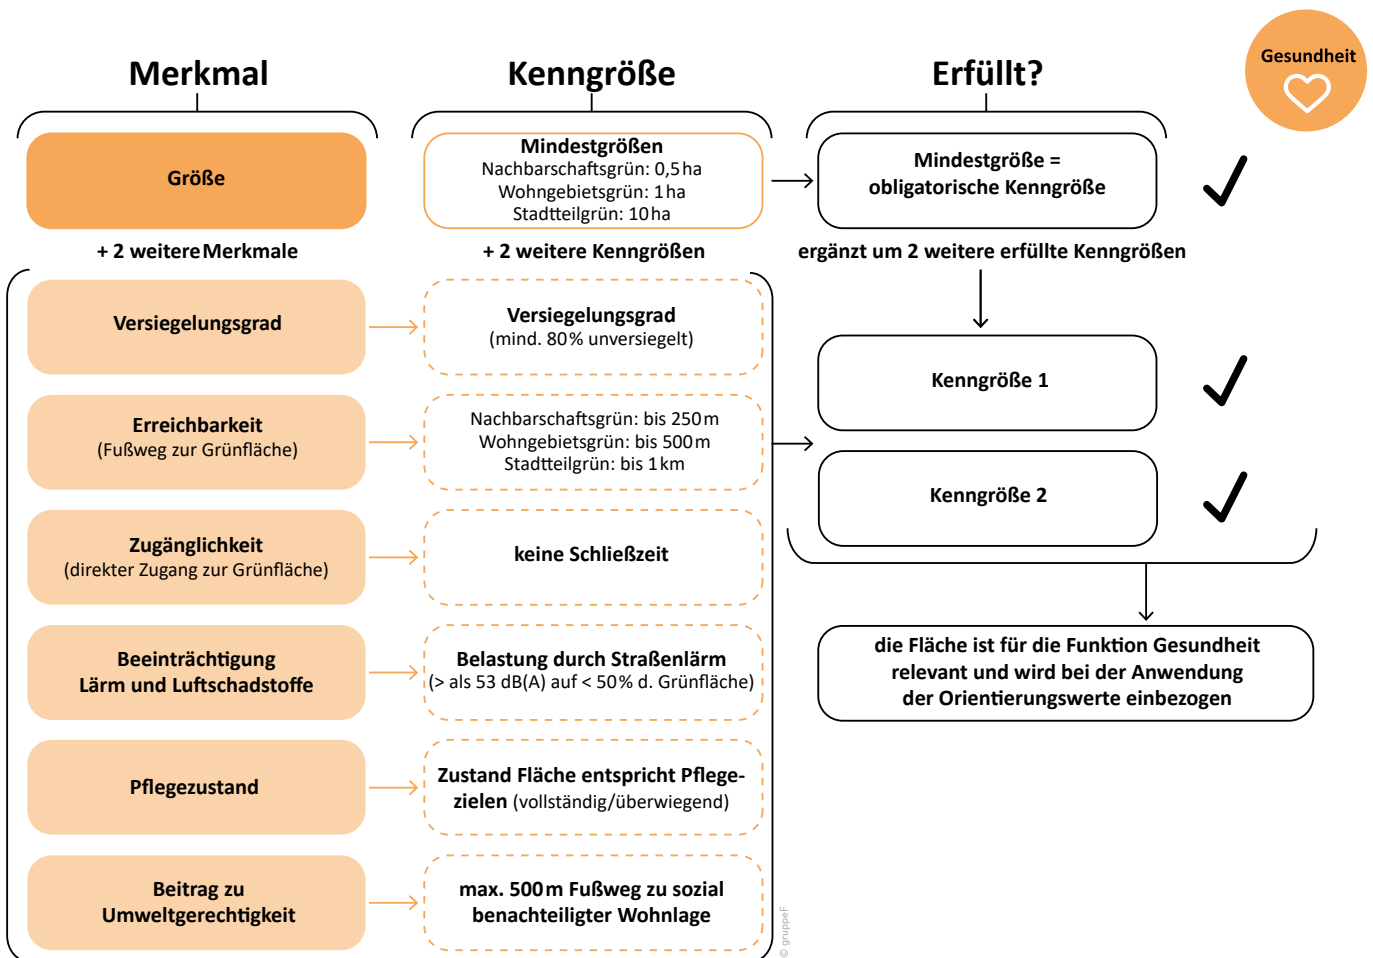 Gesundheit
Merkmal
Kenngröße
Erfüllt?
Größe
Mindestgrößen
Nachbarschaftsgrün: 0,5 ha
Wohngebietsgrün: 1 ha
Stadtteilgrün: 10 ha
Mindestgröße =
obligatorische Kenngröße
+ 2 weitere Merkmale
+ 2 weitere Kenngrößen
ergänzt um 2 weitere erfüllte Kenngrößen
Versiegelungsgrad
Versiegelungsgrad
(mind. 80% unversiegelt)
Kenngröße 1
Erreichbarkeit
(Fußweg zur Grünfläche)
Nachbarschaftsgrün: bis 250 m
Wohngebietsgrün: bis 500 m
Stadtteilgrün: bis 1 km
Kenngröße 2
Zugänglichkeit
(direkter Zugang zur Grünfläche)
keine Schließzeit
Beeinträchtigung
Lärm und Luftschadstoffe
Belastung durch Straßenlärm
(> als 53 dB(A) auf < 50% d. Grünfläche)
die Fläche ist für die Funktion Gesundheit
relevant und wird bei der Anwendung
der Orientierungswerte einbezogen
Pflegezustand
Zustand Fläche entspricht Pflege-
zielen (vollständig/überwiegend)
Beitrag zu
Umweltgerechtigkeit
max. 500 m Fußweg zu sozial
benachteiligter Wohnlage
© gruppeF